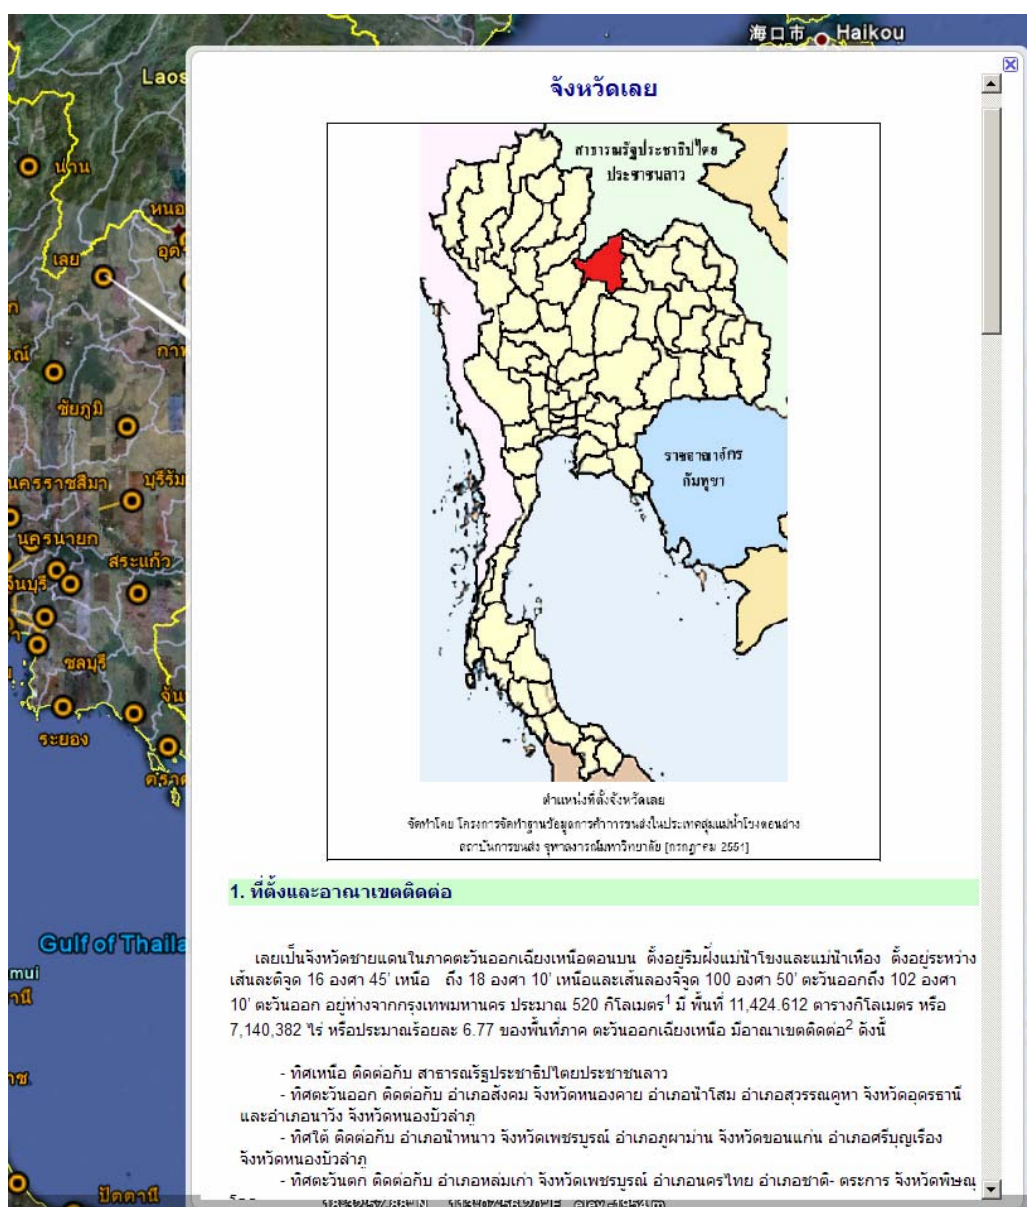 海口市 Haikou
Laos
น่าน
หนอ
อุด
เลย
ชัยภูมิ
นครราชสีมา
บุรีรัม
นครนายก
สระแก้ว
ชลบุรี
ระยอง
ตราด
Gulf of Thaila
mui
ปัตตานี
จังหวัดเลย
สาธารณรัฐประชาธิปไตย
ประชาชนลาว
ราชอาณาจักร
กัมพูชา
ตำแหน่งที่ตั้งจังหวัดเลย
จัดทำโดย โครงการจัดทำฐานข้อมูลการค้าการขนส่งในประเทศลุ่มแม่น้ำโขงตอนล่าง
สถาบันการขนส่ง จุฬาลงกรณ์มหาวิทยาลัย [กรกฎาคม 2551]
1. ที่ตั้งและอาณาเขตติดต่อ
เลยเป็นจังหวัดชายแดนในภาคตะวันออกเฉียงเหนือตอนบน ตั้งอยู่ริมฝั่งแม่น้ำโขงและแม่น้ำเหือง ตั้งอยู่ระหว่าง
เส้นละติจูด 16 องศา 45' เหนือ ถึง 18 องศา 10' เหนือและเส้นลองจิจูด 100 องศา 50' ตะวันออกถึง 102 องศา
10' ตะวันออก อยู่ห่างจากกรุงเทพมหานคร ประมาณ 520 กิโลเมตร1 มี พื้นที่ 11,424.612 ตารางกิโลเมตร หรือ
7,140,382 ไร่ หรือประมาณร้อยละ 6.77 ของพื้นที่ภาค ตะวันออกเฉียงเหนือ มีอาณาเขตติดต่อ2 ดังนี้
- ทิศเหนือ ติดต่อกับ สาธารณรัฐประชาธิปไตยประชาชนลาว
- ทิศตะวันออก ติดต่อกับ อำเภอสังคม จังหวัดหนองคาย อำเภอน้ำโสม อำเภอสุวรรณคูหา จังหวัดอุดรธานี
และอำเภอนาวัง จังหวัดหนองบัวลำภู
- ทิศใต้ ติดต่อกับ อำเภอน้ำหนาว จังหวัดเพชรบูรณ์ อำเภอภูผาม่าน จังหวัดขอนแก่น อำเภอศรีบุญเรือง
จังหวัดหนองบัวลำภู
- ทิศตะวันตก ติดต่อกับ อำเภอหล่มเก่า จังหวัดเพชรบูรณ์ อำเภอนครไทย อำเภอชาติ- ตระการ จังหวัดพิษณุ